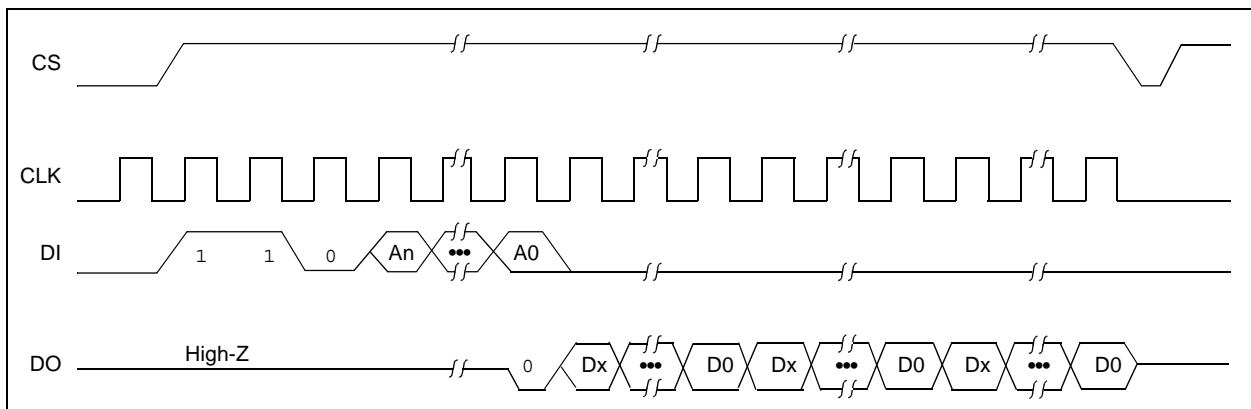 CS
CLK
DI 1 1 0 An ••• A0
High-Z
DO 0 Dx ••• D0 Dx ••• D0 Dx ••• D0